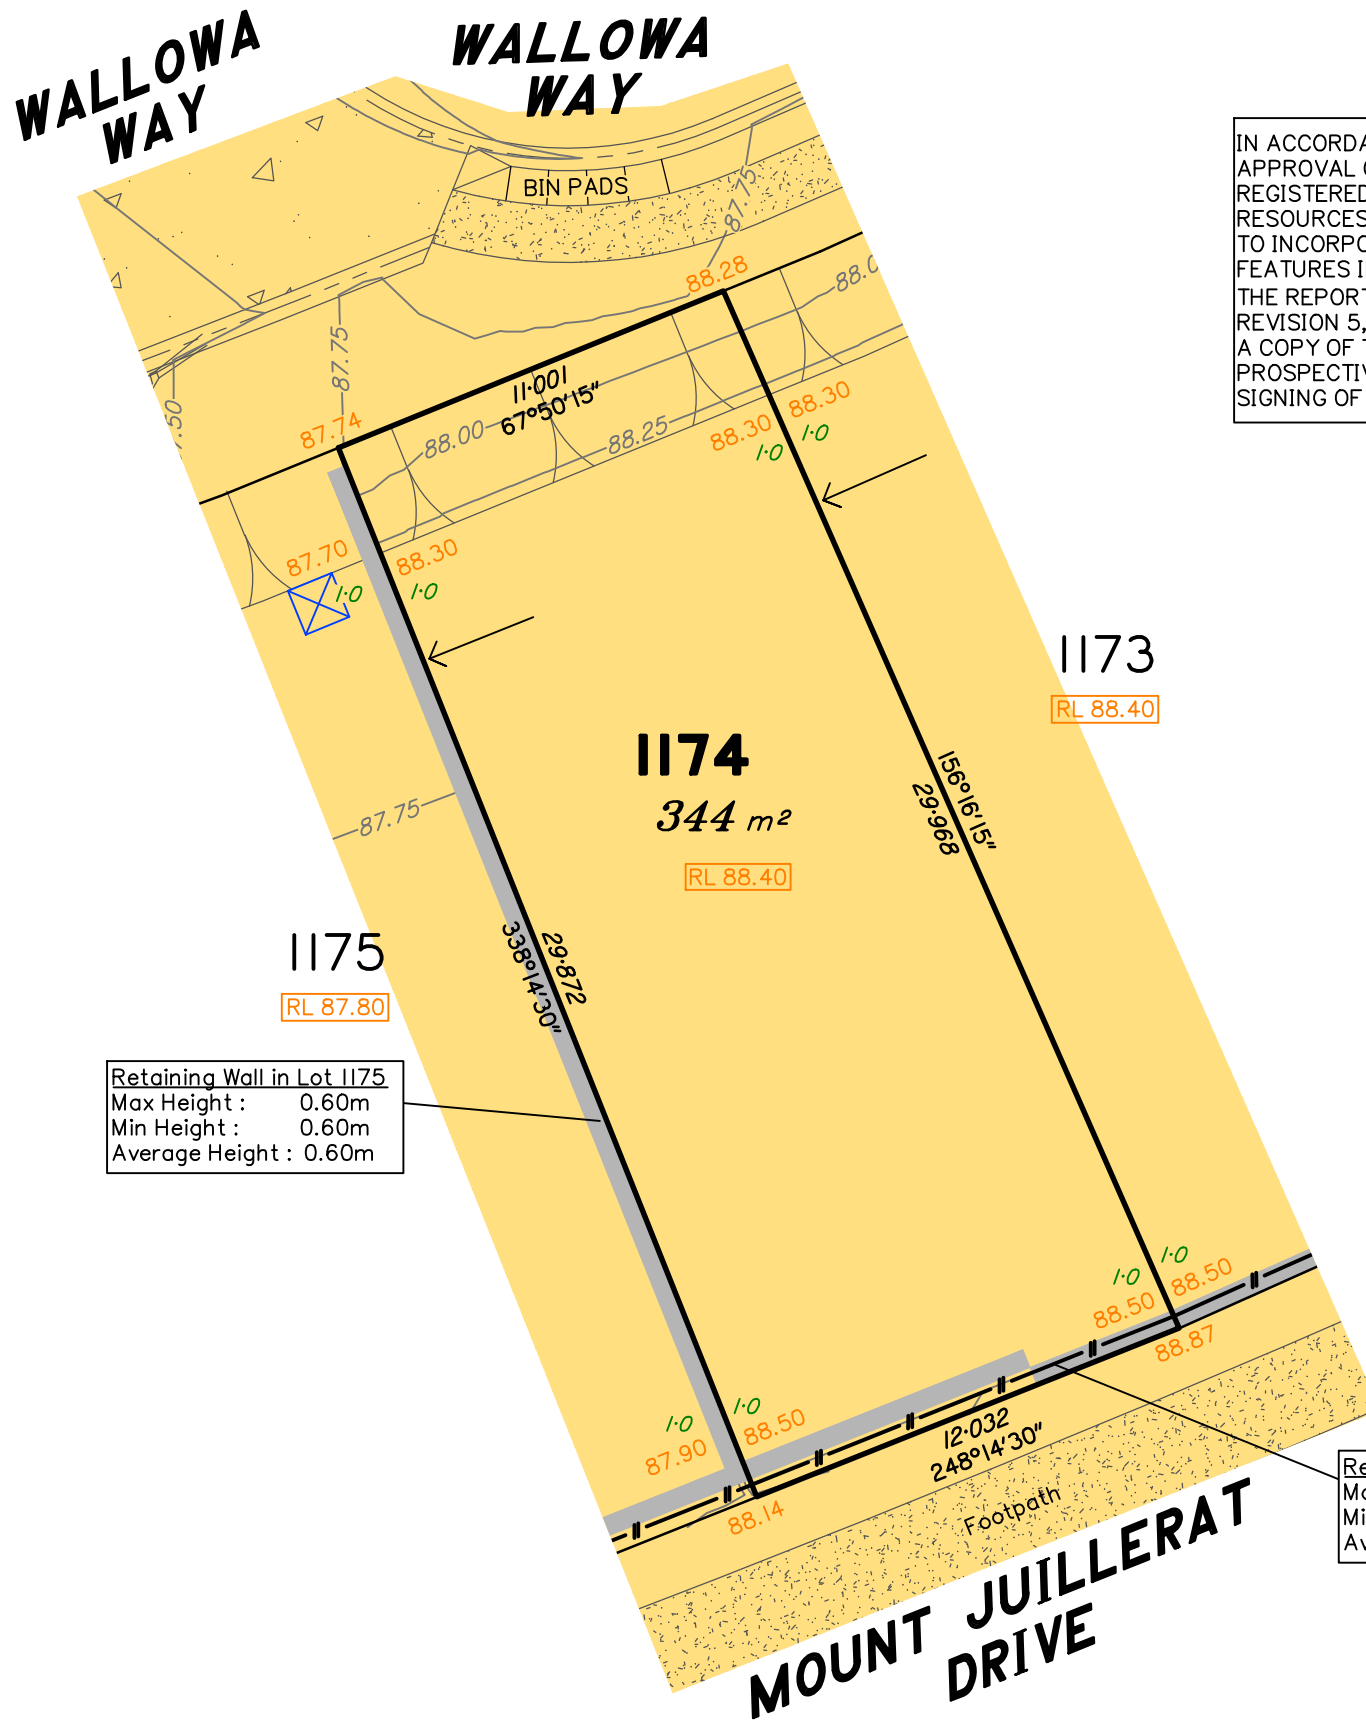 WALLOWA
WAY
WALLOWA
WAY
BIN PADS
87.75
88.28
88.0
IN ACCORDA
APPROVAL
REGISTERED
RESOURCES
TO INCORPO
FEATURES I
THE REPORT
REVISION 5,
A COPY OF T
PROSPECTIV
SIGNING OF
87.75
7.50
11·001
67°50'15"
87.74
88.00
88.25
88.30
88.30
1·0
1·0
87.70
88.30
1·0
1·0
1173
RL 88.40
1174
344 m²
RL 88.40
156°16'15"
29·968
87.75
1175
RL 87.80
29·872
338°14'30"
Retaining Wall in Lot 1175
Max Height : 0.60m
Min Height : 0.60m
Average Height : 0.60m
1·0
1·0
88.50
88.50
88.87
1·0
1·0
87.90
88.50
88.14
12·032
248°14'30"
Footpath
Re
Ma
Mi
Av
MOUNT JUILLERAT
DRIVE